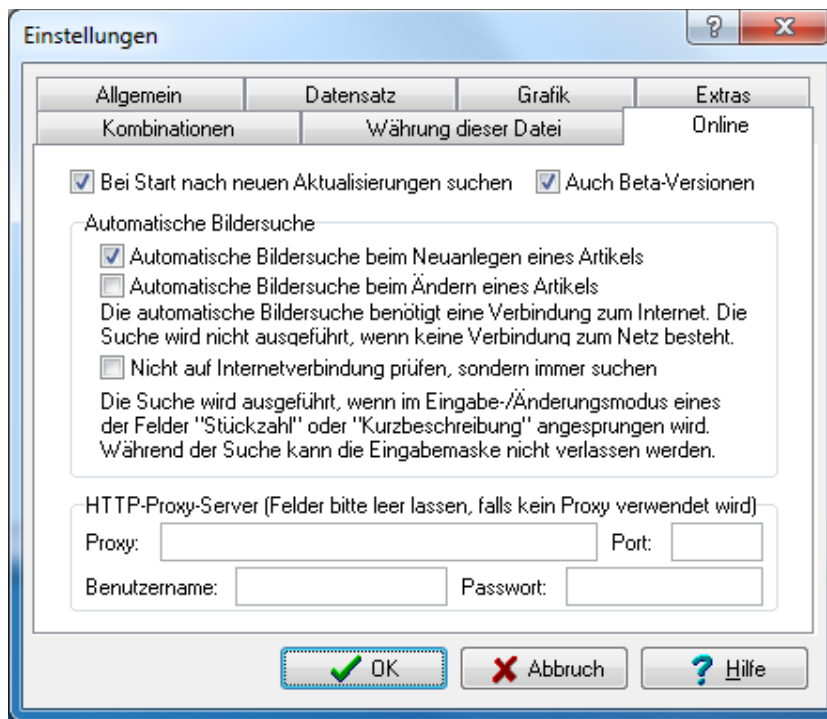 Einstellungen
?
Allgemein Datensatz Grafik Extras
Kombinationen Währung dieser Datei Online
Bei Start nach neuen Aktualisierungen suchen Auch Beta-Versionen
Automatische Bildersuche
Automatische Bildersuche beim Neuanlegen eines Artikels
Automatische Bildersuche beim Ändern eines Artikels
Die automatische Bildersuche benötigt eine Verbindung zum Internet. Die
Suche wird nicht ausgeführt, wenn keine Verbindung zum Netz besteht.
Nicht auf Internetverbindung prüfen, sondern immer suchen
Die Suche wird ausgeführt, wenn im Eingabe-/Änderungsmodus eines
der Felder "Stückzahl" oder "Kurzbeschreibung" angesprungen wird.
Während der Suche kann die Eingabemaske nicht verlassen werden.
HTTP-Proxy-Server (Felder bitte leer lassen, falls kein Proxy verwendet wird)
Proxy: Port:
Benutzername: Passwort:
OK Abbruch ? Hilfe